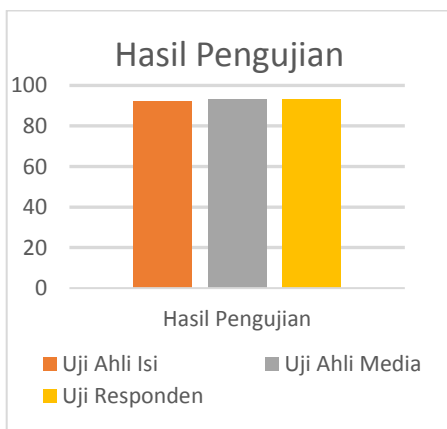 Hasil Pengujian
100
80
60
40
20
0
Hasil Pengujian
Uji Ahli Isi
Uji Ahli Media
Uji Responden